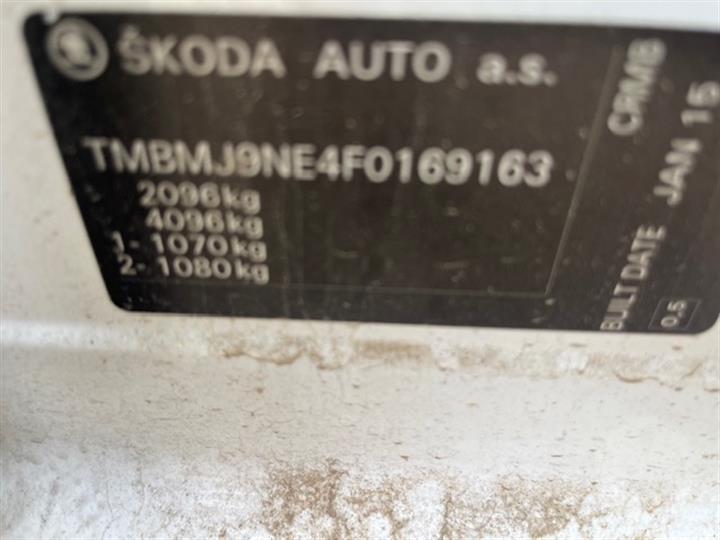 ŠKODA AUTO a.s.
TMBMJ9NE4F0169163
2096kg
4096kg
1- 1070kg
2- 1080kg
CRMB
BUILT DATE JAN 15
0.5